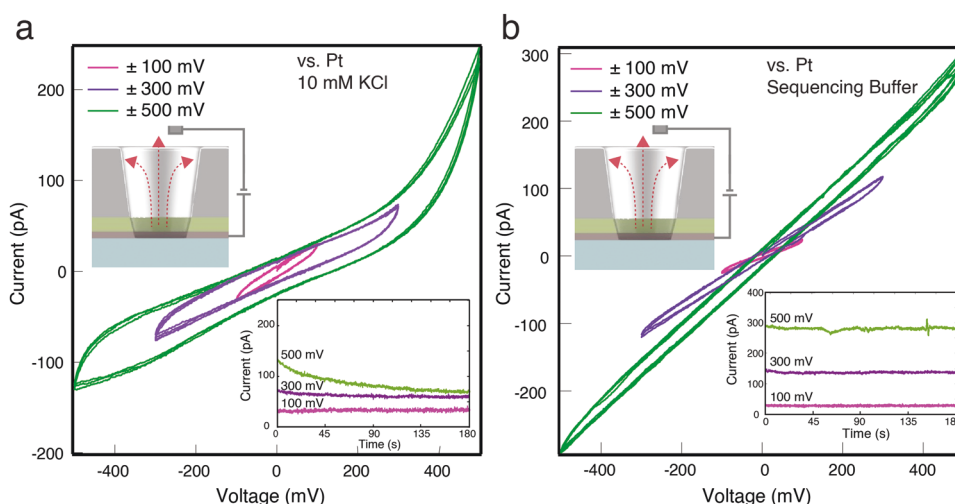 a
± 100 mV
± 300 mV
± 500 mV
vs. Pt
10 mM KCl
Current (pA)
200
100
0
-100
-200
-400
-200
0
200
400
Voltage (mV)
Current (pA)
200
100
0
500 mV
300 mV
100 mV
0
45
90
135
180
Time (s)
b
± 100 mV
± 300 mV
± 500 mV
vs. Pt
Sequencing Buffer
Current (pA)
300
200
100
0
-100
-200
-400
-200
0
200
400
Voltage (mV)
Current (pA)
400
300
200
100
0
500 mV
300 mV
100 mV
0
45
90
135
Time (s)